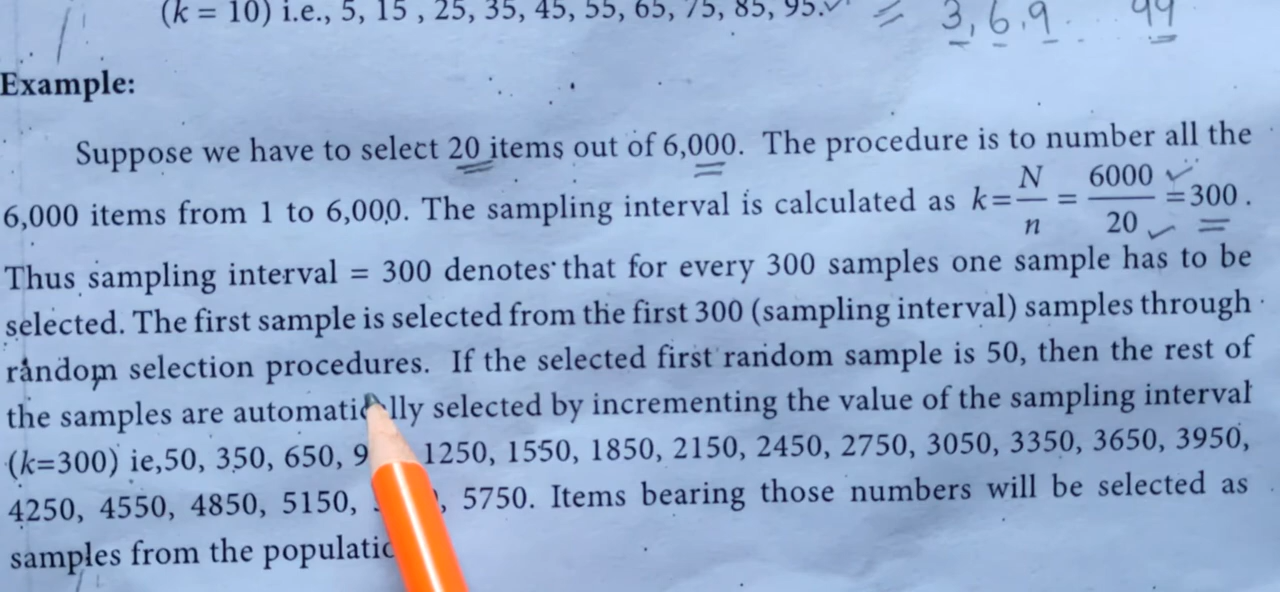 (k = 10) i.e., 5, 15 , 25, 35, 45, 55, 65, 75, 85, 95. = 3, 6, 9 .... 99
Example:
Suppose we have to select 20 items out of 6,000. The procedure is to number all the
6,000 items from 1 to 6,000. The sampling interval is calculated as k = N/n = 6000/20 = 300 .
Thus sampling interval = 300 denotes that for every 300 samples one sample has to be
selected. The first sample is selected from the first 300 (sampling interval) samples through
random selection procedures. If the selected first random sample is 50, then the rest of
the samples are automatically selected by incrementing the value of the sampling interval
(k=300) ie,50, 350, 650, 1250, 1550, 1850, 2150, 2450, 2750, 3050, 3350, 3650, 3950,
4250, 4550, 4850, 5150, , 5750. Items bearing those numbers will be selected as
samples from the